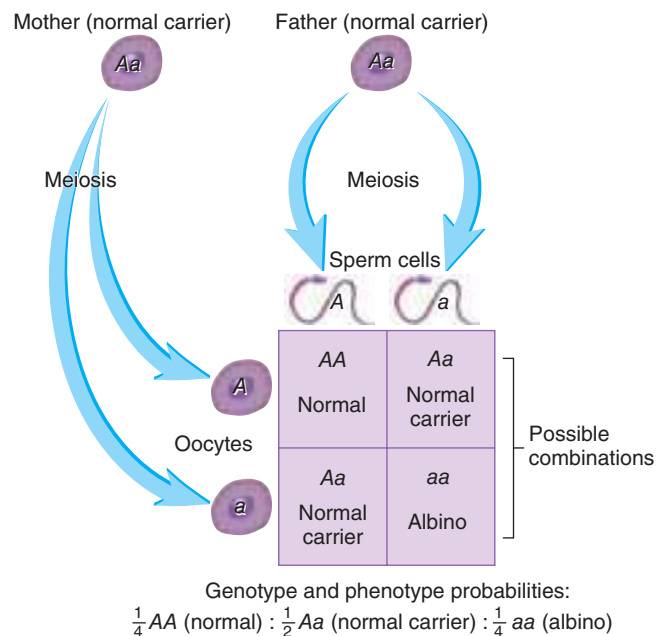 Mother (normal carrier)
Father (normal carrier)
Aa
Aa
Meiosis
Meiosis
Sperm cells
A
a
A
AA
Normal
Aa
Normal
carrier
Oocytes
a
Aa
Normal
carrier
aa
Albino
Possible
combinations
Genotype and phenotype probabilities:
1/4 AA (normal) : 1/2 Aa (normal carrier) : 1/4 aa (albino)